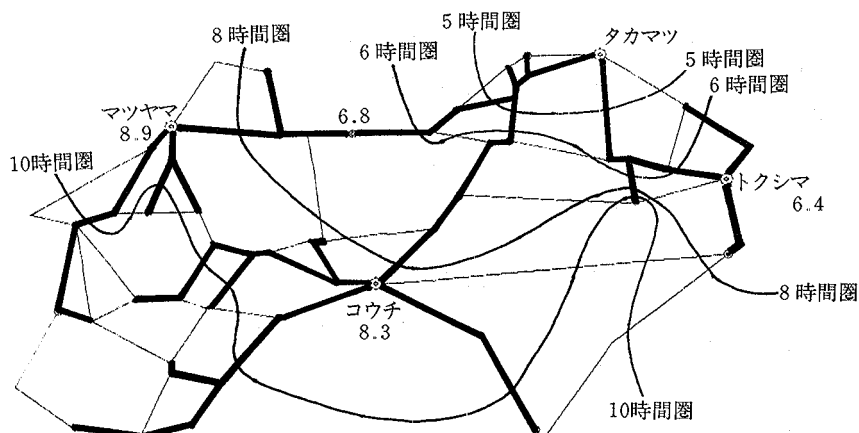 8時間圏
6時間圏
5時間圏
タカマツ
5時間圏
6時間圏
マツヤマ
8.9
6.8
10時間圏
トクシマ
6.4
コウチ
8.3
8時間圏
10時間圏